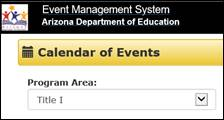 Event Management System
Arizona Department of Education
Calendar of Events
Program Area:
Title I